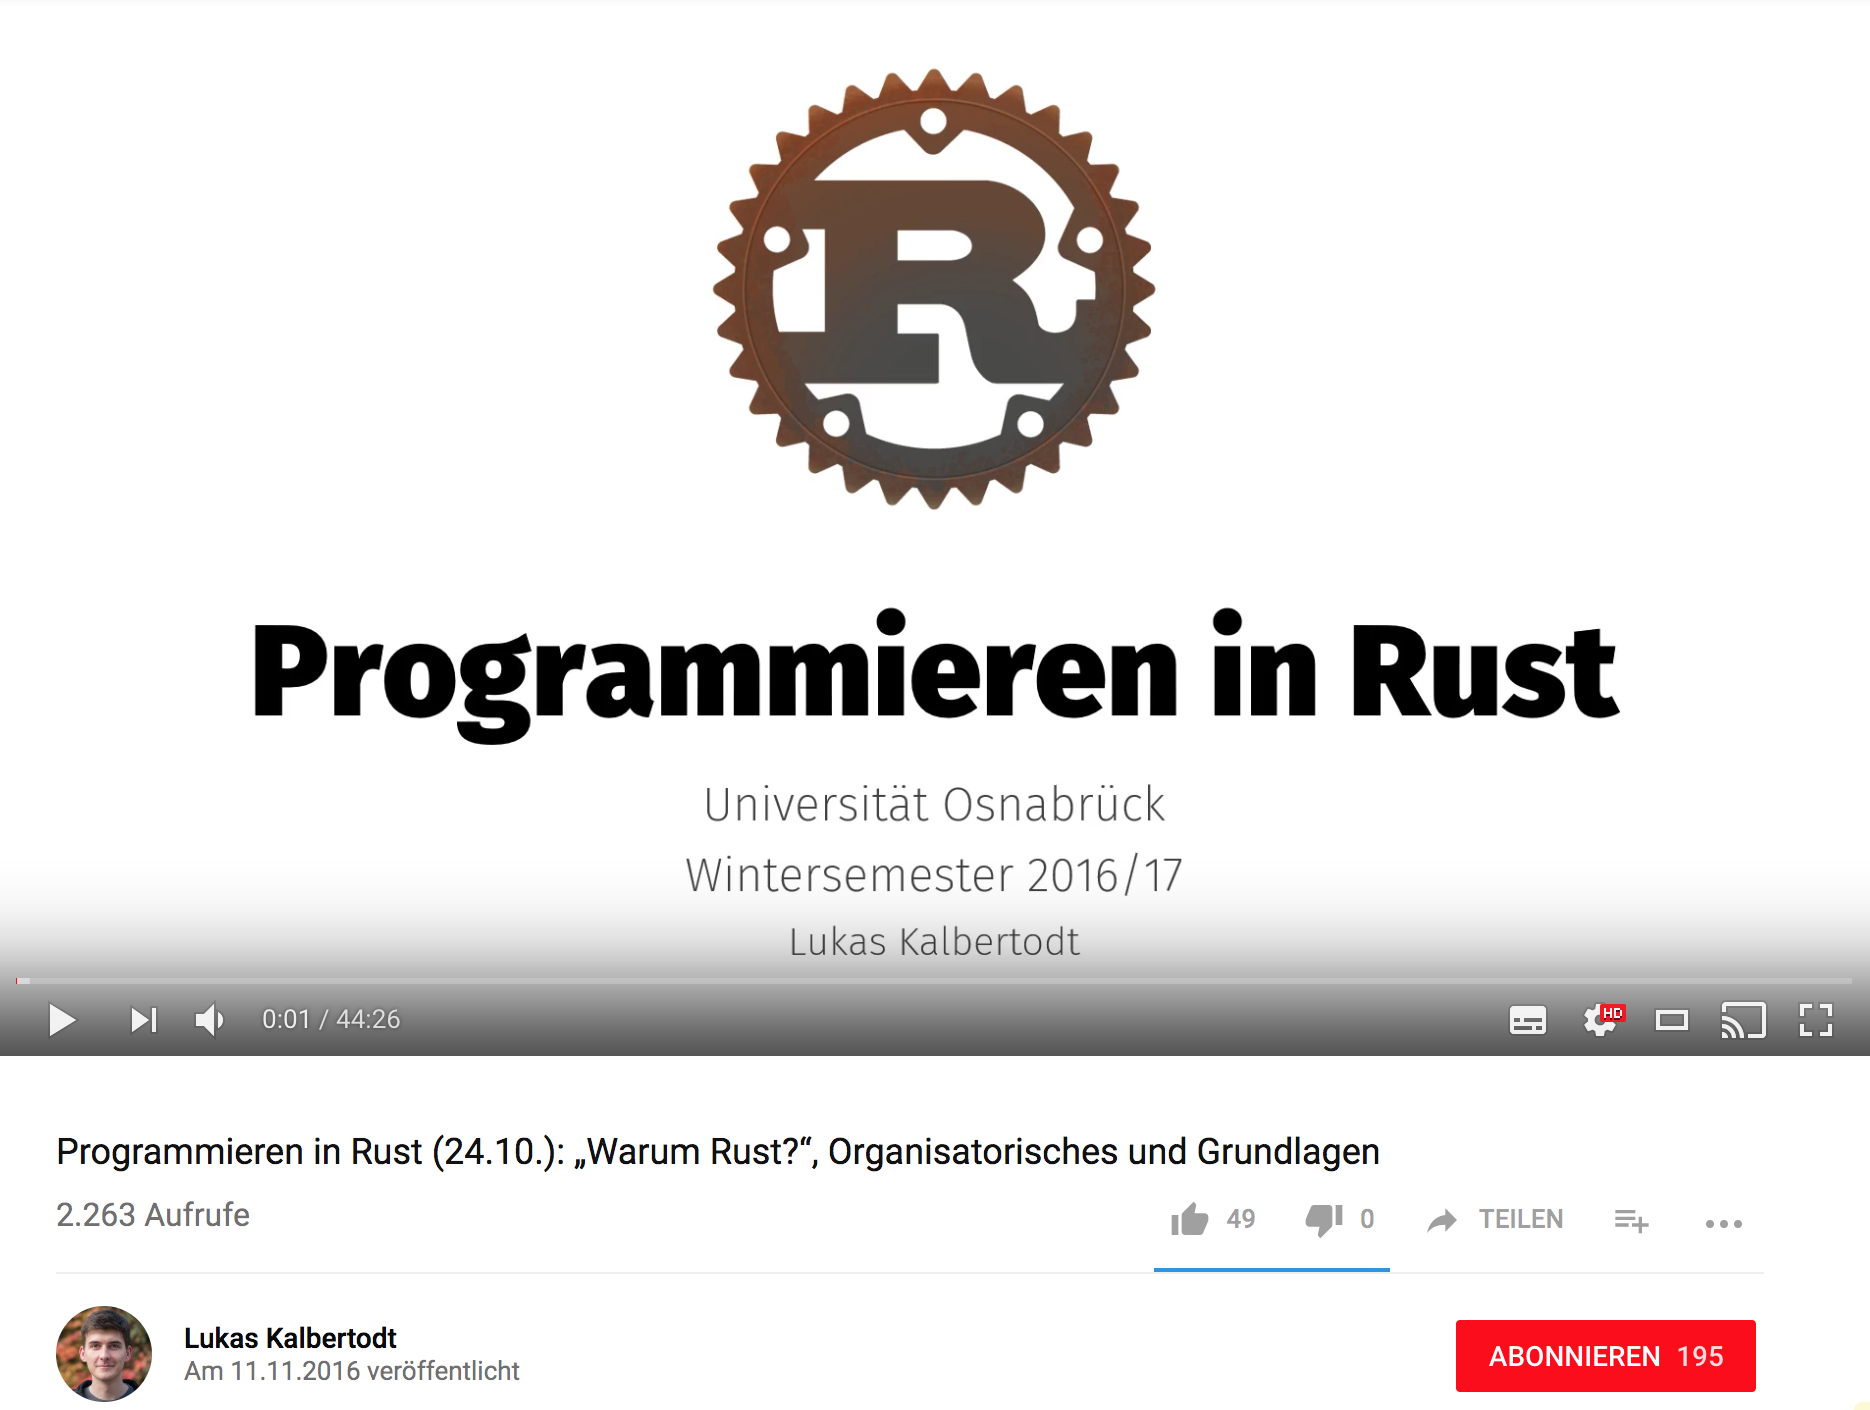 R
Programmieren in Rust
Universität Osnabrück
Wintersemester 2016/17
Lukas Kalbertodt
0:01 / 44:26
HD
Programmieren in Rust (24.10.): „Warum Rust?“, Organisatorisches und Grundlagen
2.263 Aufrufe
49 0 TEILEN
Lukas Kalbertodt
Am 11.11.2016 veröffentlicht
ABONNIEREN 195